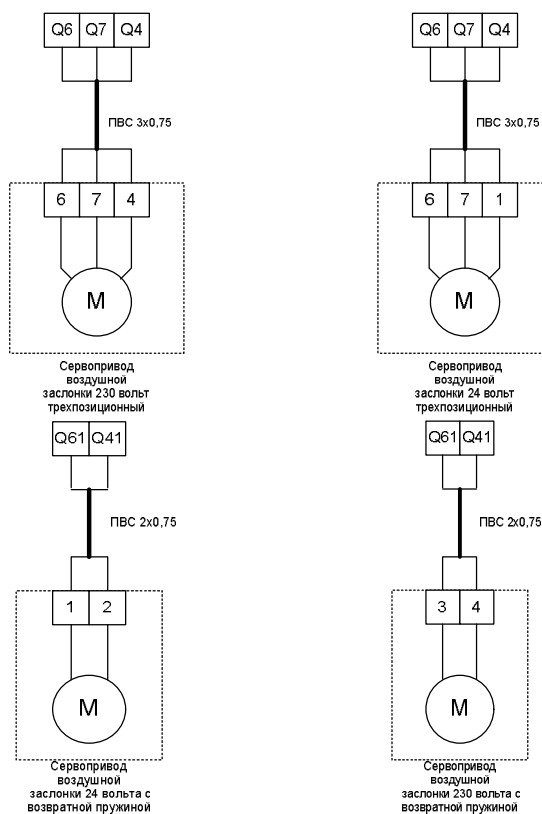 Q6 Q7 Q4
ПВС 3х0,75
6 7 4
М
Сервопривод
воздушной
заслонки 230 вольт
трехпозиционный
Q6 Q7 Q4
ПВС 3х0,75
6 7 1
М
Сервопривод
воздушной
заслонки 24 вольт
трехпозиционный
Q61 Q41
ПВС 2х0,75
1 2
М
Сервопривод
воздушной
заслонки 24 вольта с
возвратной пружиной
Q61 Q41
ПВС 2х0,75
3 4
М
Сервопривод
воздушной
заслонки 230 вольта с
возвратной пружиной